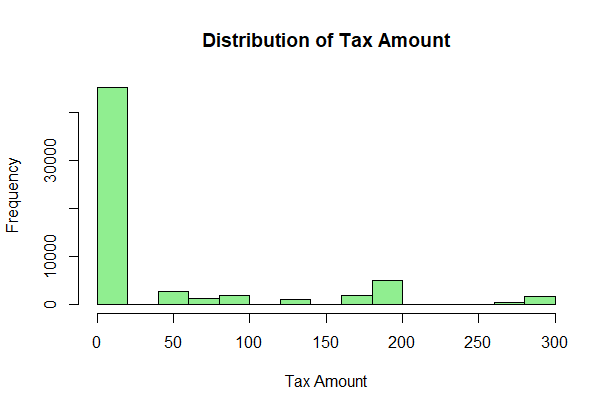 Distribution of Tax Amount
Frequency
30000
10000
0
0 50 100 150 200 250 300
Tax Amount